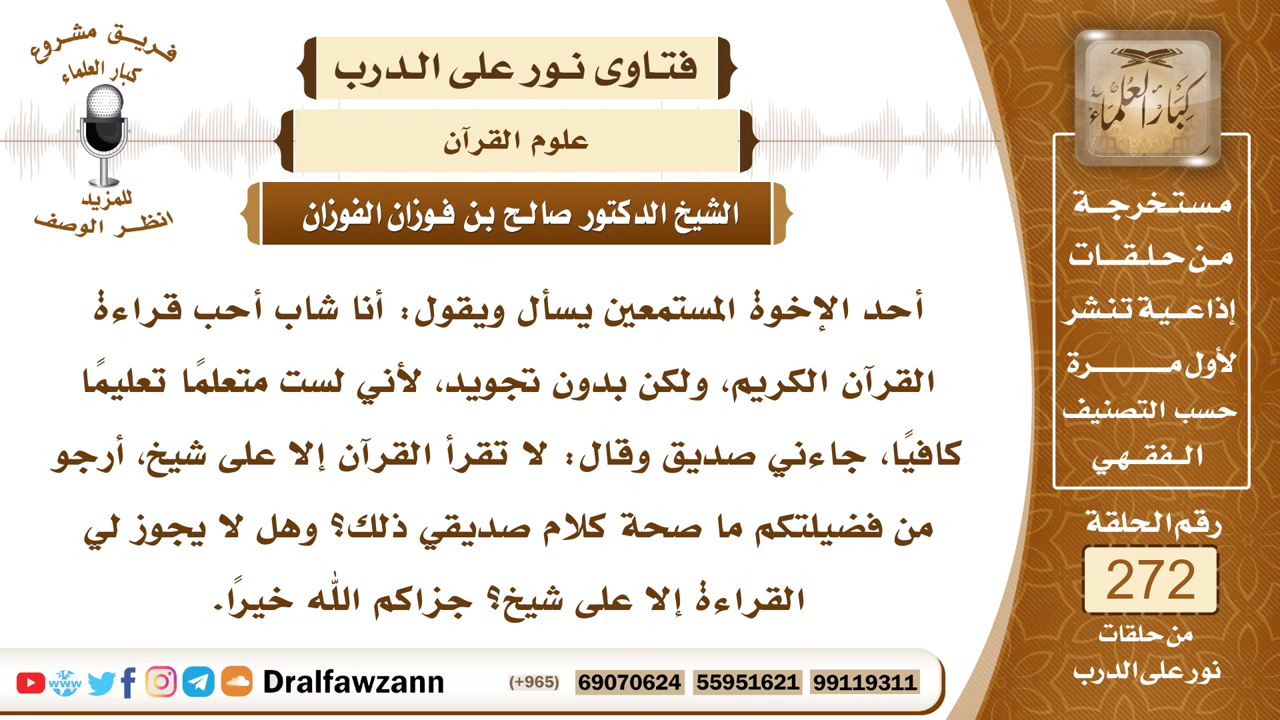 فريق مشروع
كبار العلماء
للمزيد
انظر الوصف
فتاوى نور على الدرب
علوم القرآن
الشيخ الدكتور صالح بن فوزان الفوزان
أحد الإخوة المستمعين يسأل ويقول: أنا شاب أحب قراءة
القرآن الكريم، ولكن بدون تجويد، لأني لست متعلمًا تعليمًا
كافيًا، جاءني صديق وقال: لا تقرأ القرآن إلا على شيخ، أرجو
من فضيلتكم ما صحة كلام صديقي ذلك؟ وهل لا يجوز لي
القراءة إلا على شيخ؟ جزاكم الله خيرًا.
كبار العلماء
مستخرجة
من حلقات
إذاعية تنشر
لأول مرة
حسب التصنيف
الفقهي
رقم الحلقة
272
من حلقات
نور على الدرب
www
Dralfawzann (+965) 69070624 55951621 99119311